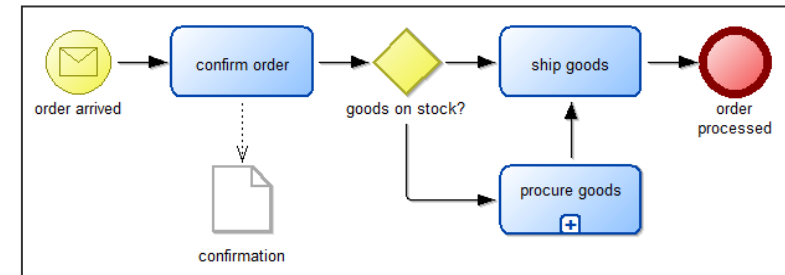 order arrived
confirm order
goods on stock?
ship goods
order
processed
procure goods
confirmation